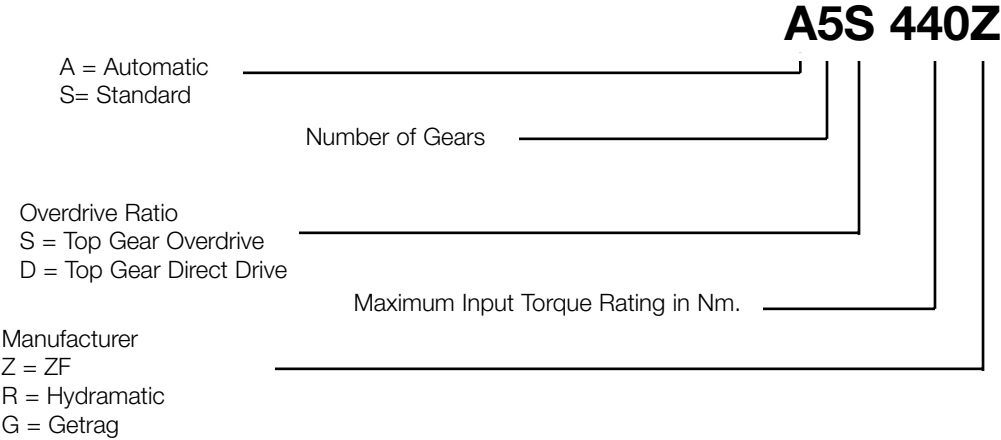 A5S 440Z
A = Automatic
S= Standard
Number of Gears
Overdrive Ratio
S = Top Gear Overdrive
D = Top Gear Direct Drive
Maximum Input Torque Rating in Nm.
Manufacturer
Z = ZF
R = Hydramatic
G = Getrag